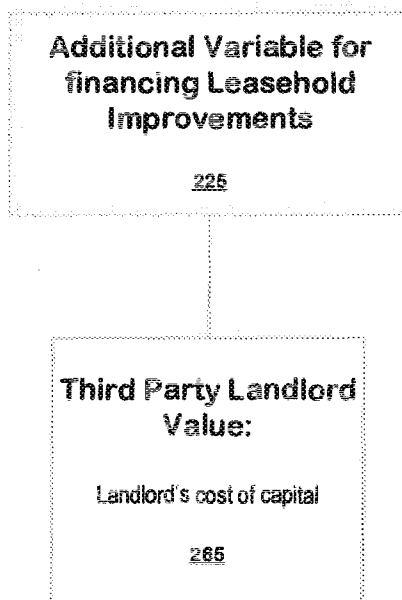 Additional Variable for
financing Leasehold
Improvements
225
Third Party Landlord
Value:
Landlord's cost of capital
265